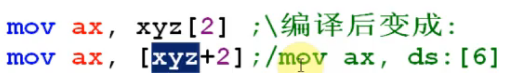 mov ax, xyz[2] ;\编译后变成:
mov ax, [xyz+2];/mov ax, ds:[6]